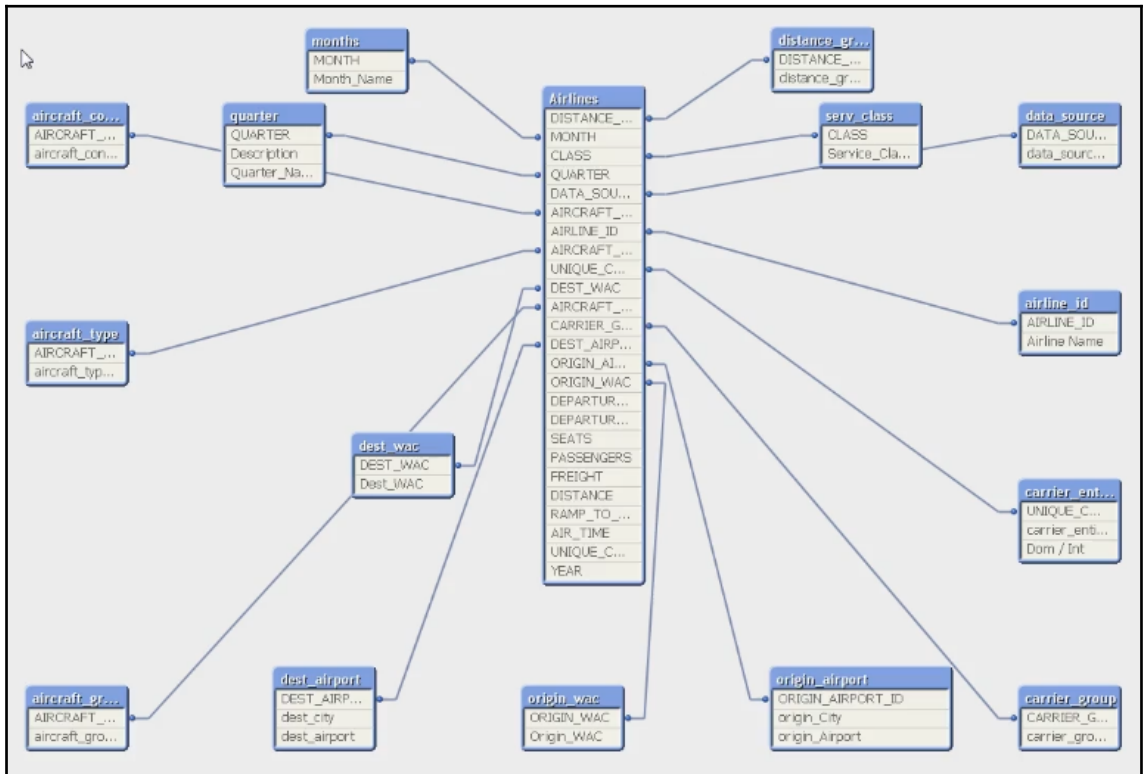 months
MONTH
Month_Name
distance_gr...
DISTANCE_...
distance_gr...
aircraft_co...
AIRCRAFT_...
aircraft_con...
quarter
QUARTER
Description
Quarter_Na...
Airlines
DISTANCE_...
MONTH
CLASS
QUARTER
DATA_SOU...
AIRCRAFT_...
AIRLINE_ID
AIRCRAFT_...
UNIQUE_C...
DEST_WAC
AIRCRAFT_...
CARRIER_G...
DEST_AIRP...
ORIGIN_AI...
ORIGIN_WAC
DEPARTUR...
DEPARTUR...
SEATS
PASSENGERS
FREIGHT
DISTANCE
RAMP_TO_...
AIR_TIME
UNIQUE_C...
YEAR
serv_class
CLASS
Service_Cla...
data_source
DATA_SOU...
data_sourc...
aircraft_type
AIRCRAFT_...
aircraft_typ...
airline_id
AIRLINE_ID
Airline Name
dest_wac
DEST_WAC
Dest_WAC
carrier_ent...
UNIQUE_C...
carrier_enti...
Dom / Int
aircraft_gr...
AIRCRAFT_...
aircraft_gro...
dest_airport
DEST_AIRP...
dest_city
dest_airport
origin_wac
ORIGIN_WAC
Origin_WAC
origin_airport
ORIGIN_AIRPORT_ID
origin_City
origin_Airport
carrier_group
CARRIER_G...
carrier_gro...